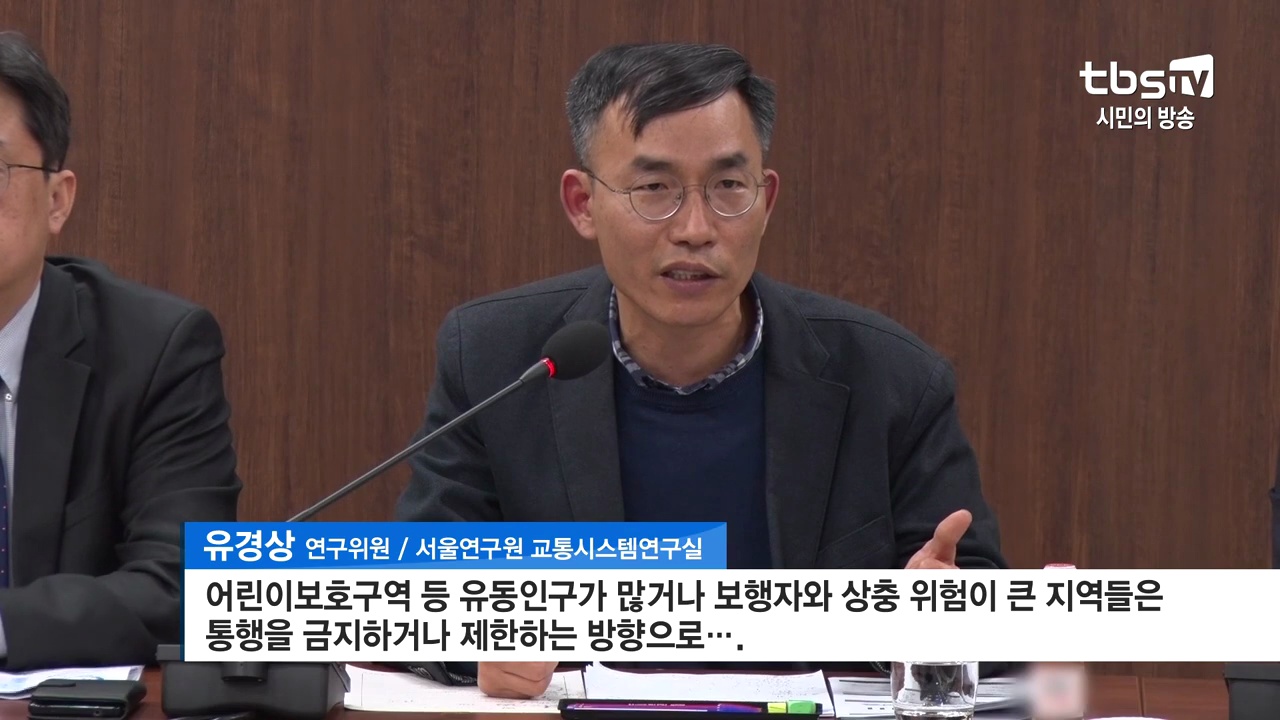 tbsTV
시민의 방송
유경상 연구위원 / 서울연구원 교통시스템연구실
어린이보호구역 등 유동인구가 많거나 보행자와 상충 위험이 큰 지역들은
통행을 금지하거나 제한하는 방향으로….